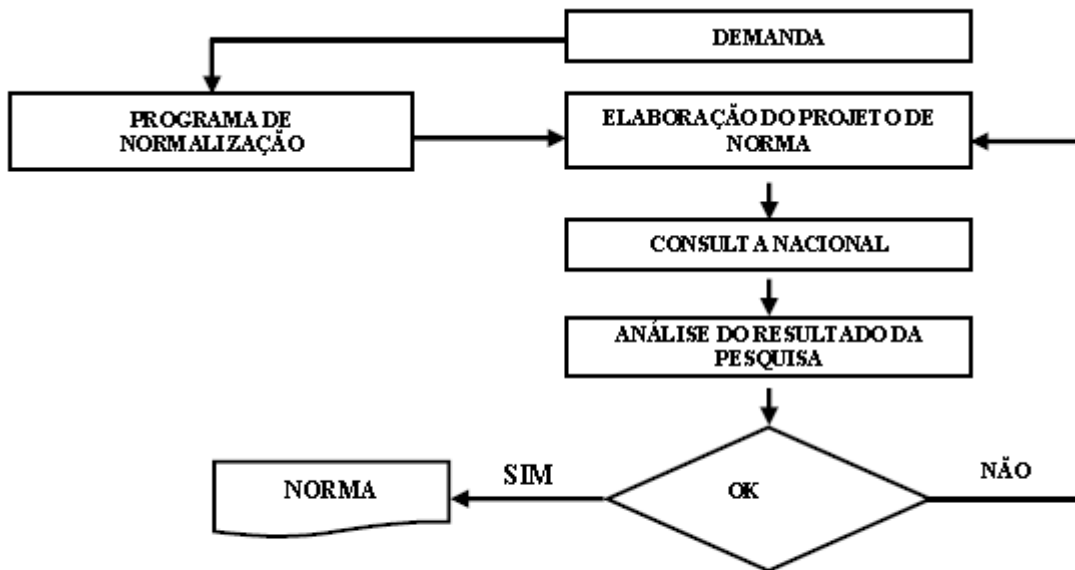 DEMANDA
PROGRAMA DE
NORMALIZAÇÃO
ELABORAÇÃO DO PROJETO DE
NORMA
CONSULTA NACIONAL
ANÁLISE DO RESULTADO DA
PESQUISA
NORMA
SIM
OK
NÃO